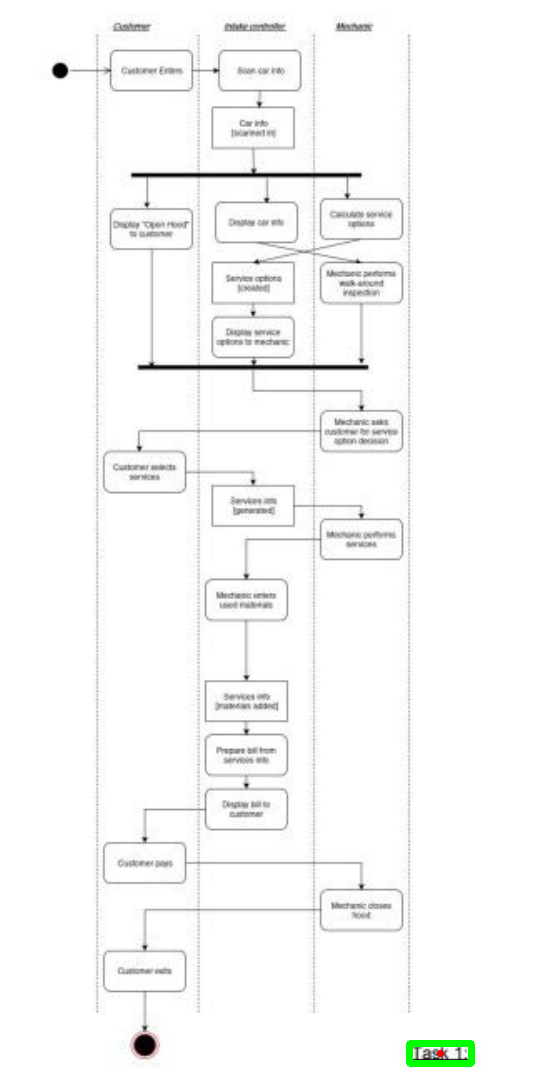 Customer
Intake controller
Mechanic
Customer Enters
Scan car info
Car info
[scanned in]
Display "Open Hood"
to customer
Display car info
Calculate service
options
Service options
[created]
Mechanic performs
walk-around
inspection
Display service
options to mechanic
Mechanic asks
customer for service
option decision
Customer selects
services
Services info
[generated]
Mechanic performs
services
Mechanic enters
used materials
Services info
[materials added]
Prepare bill from
services info
Display bill to
customer
Customer pays
Mechanic closes
hood
Customer exits
Task 1: